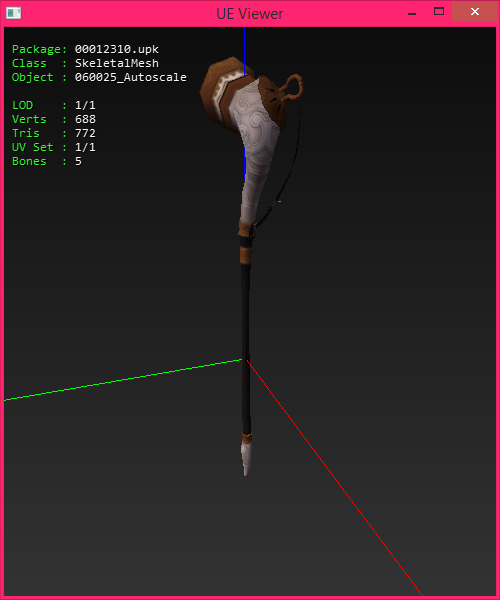 UE Viewer
Package: 00012310.upk
Class  : SkeletalMesh
Object : 060025_Autoscale
LOD    : 1/1
Verts  : 688
Tris   : 772
UV Set : 1/1
Bones  : 5